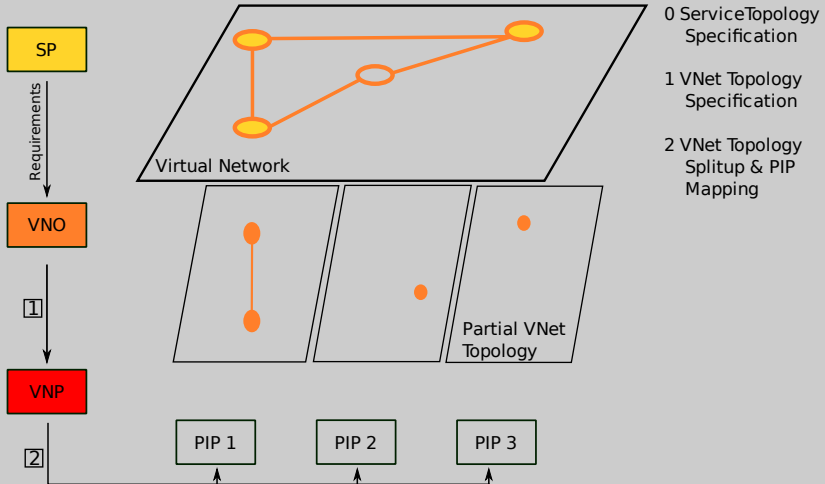 SP
Requirements
VNO
1
VNP
2
Virtual Network
Partial VNet
Topology
PIP 1
PIP 2
PIP 3
0 ServiceTopology
Specification
1 VNet Topology
Specification
2 VNet Topology
Splitup & PIP
Mapping